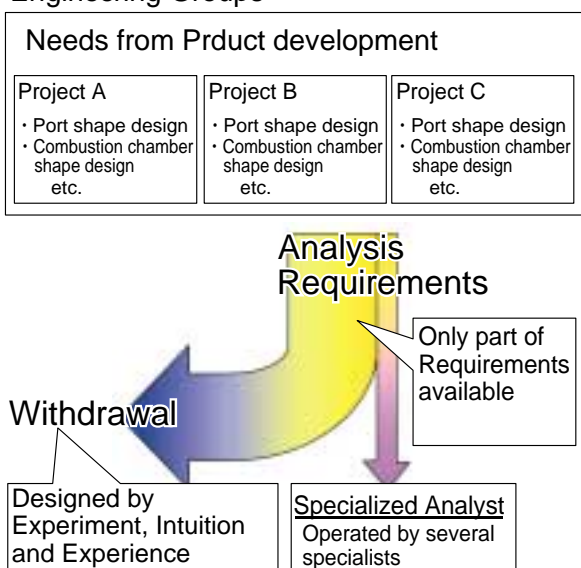 Engineering Groups
Needs from Prduct development
Project A
・Port shape design
・Combustion chamber
shape design
etc.
Project B
・Port shape design
・Combustion chamber
shape design
etc.
Project C
・Port shape design
・Combustion chamber
shape design
etc.
Analysis
Requirements
Only part of
Requirements
available
Withdrawal
Designed by
Experiment, Intuition
and Experience
Specialized Analyst
Operated by several
specialists